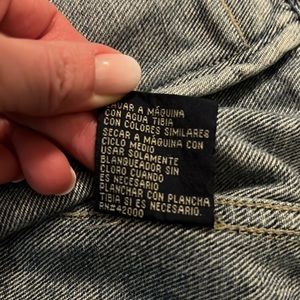 LAVAR A MÁQUINA
CON AGUA TIBIA
CON COLORES SIMILARES
SECAR A MÁQUINA CON
CICLO MEDIO
USAR SOLAMENTE
BLANQUEADOR SIN
CLORO CUANDO
ES NECESARIO
PLANCHAR CON PLANCHA
TIBIA SI ES NECESARIO.
RN#42000